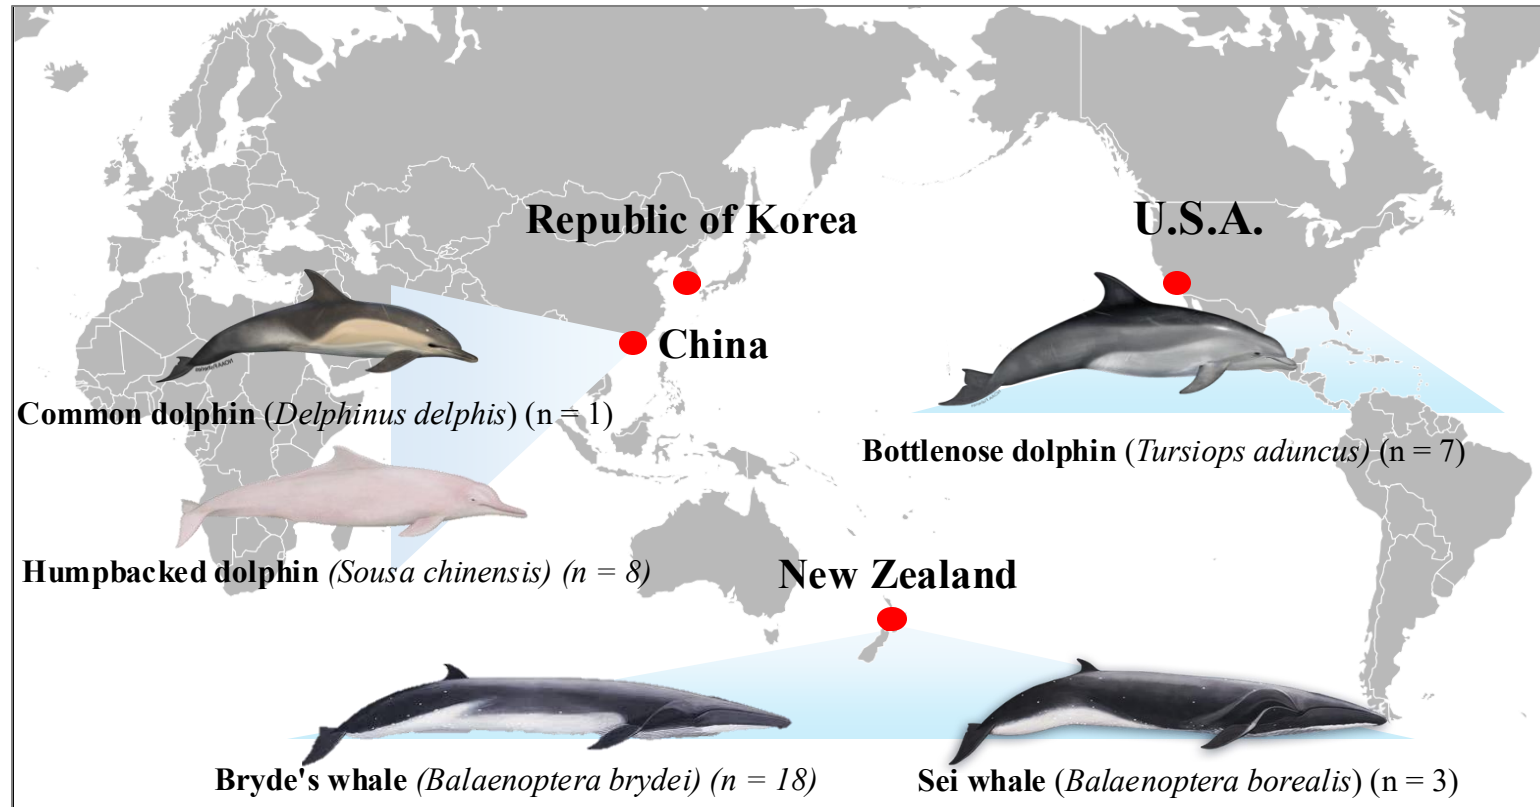 Republic of Korea
U.S.A.
China
Common dolphin (Delphinus delphis) (n = 1)
Bottlenose dolphin (Tursiops aduncus) (n = 7)
Humpbacked dolphin (Sousa chinensis) (n = 8)
New Zealand
Bryde's whale (Balaenoptera brydei) (n = 18)
Sei whale (Balaenoptera borealis) (n = 3)